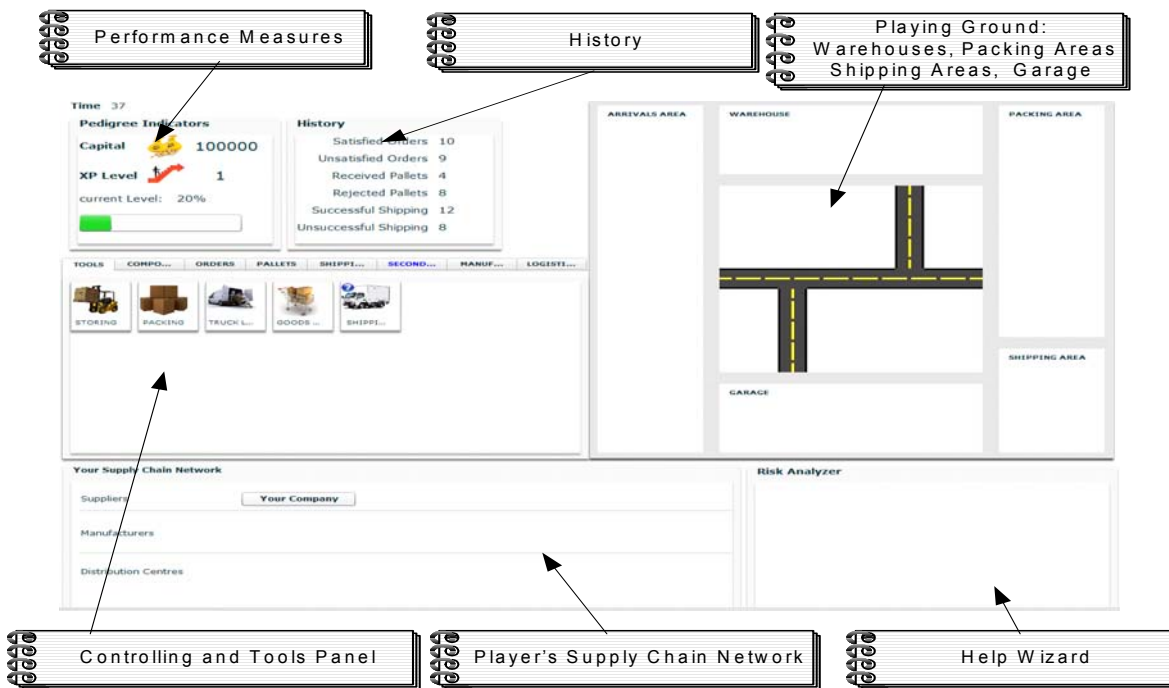 Performance Measures
History
Playing Ground:
Warehouses, Packing Areas
Shipping Areas, Garage
Time 37
Pedigree Indicators
Capital 100000
XP Level 1
current Level: 20%
History
Satisfied Orders 10
Unsatisfied Orders 9
Received Pallets 4
Rejected Pallets 8
Successful Shipping 12
Unsuccessful Shipping 8
ARRIVALS AREA
WAREHOUSE
PACKING AREA
SHIPPING AREA
GARAGE
TOOLS COMPO... ORDERS PALLETS SHIPPI... SECOND... MANUF... LOGISTI...
STORING PACKING TRUCK L... GOODS ... SHIPPI...
Your Supply Chain Network
Suppliers Your Company
Manufacturers
Distribution Centres
Risk Analyzer
Controlling and Tools Panel
Player's Supply Chain Network
Help Wizard